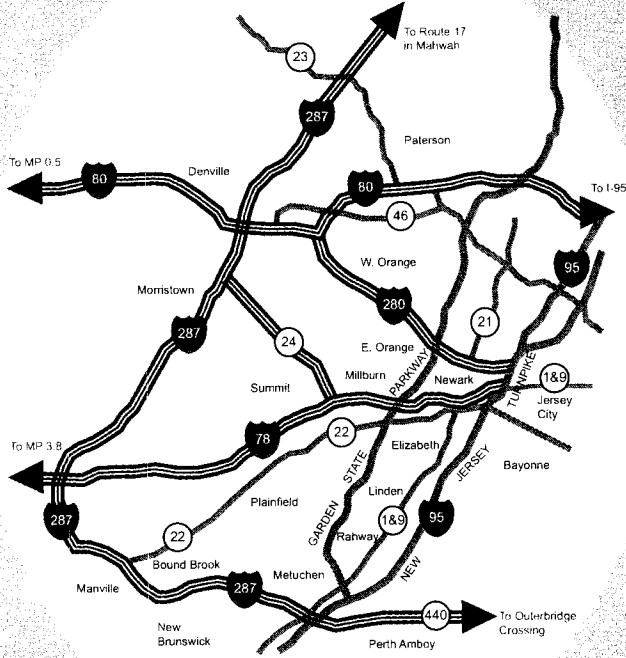 To Route 17
in Mahwah
23
287
Paterson
To MP 0.5
80
Denville
80
To I-95
46
W. Orange
95
Morristown
280
21
287
24
E. Orange
Millburn
PARKWAY
Newark
TURNPIKE
1&9
Summit
Jersey
City
To MP 3.8
78
22
Elizabeth
STATE
JERSEY
Bayonne
Plainfield
Linden
287
22
GARDEN
Rahway
1&9
95
Bound Brook
NEW
Manville
287
Metuchen
440
To Outerbridge
Crossing
New
Brunswick
Perth Amboy